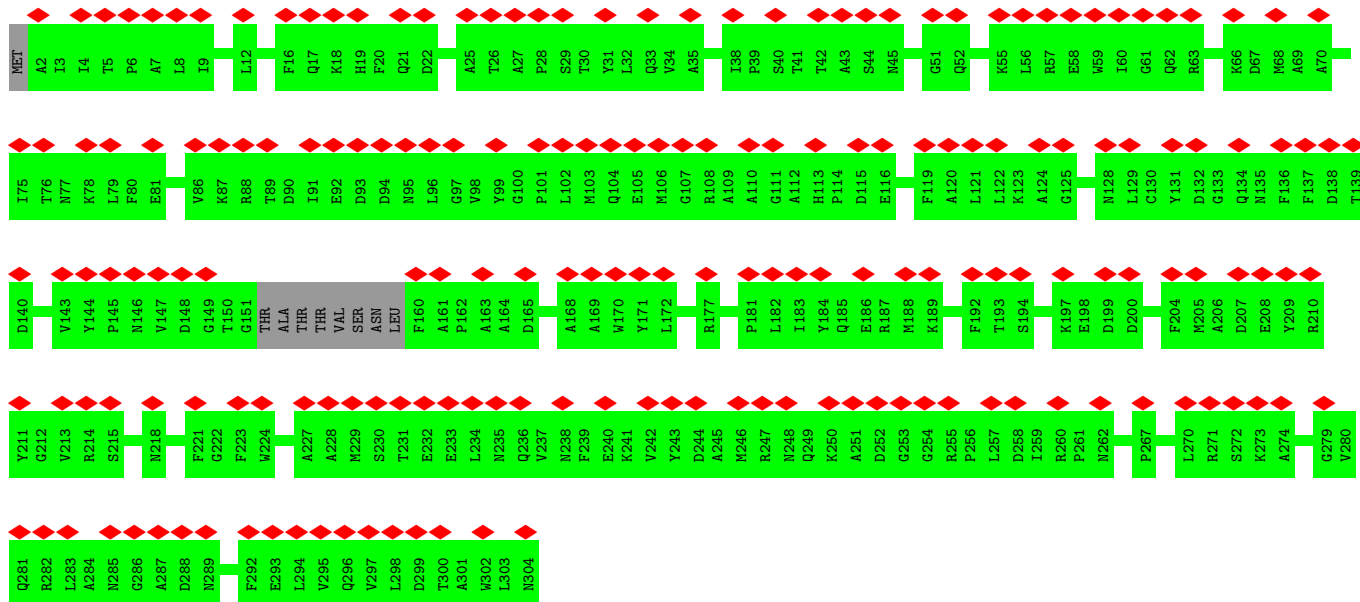 MET A2 I3 I4 T5 P6 A7 L8 I9 L12 F16 Q17 K18 H19 F20 Q21 D22 A25 T26 A27 P28 S29 T30 Y31 L32 Q33 V34 A35 I38 P39 S40 T41 T42 A43 S44 N45 G51 Q52 K55 L56 R57 E58 W59 I60 G61 Q62 R63 K66 D67 M68 A69 A70
I75 T76 N77 K78 L79 F80 E81 V86 K87 R88 T89 D90 I91 E92 D93 D94 N95 L96 G97 V98 Y99 G100 P101 L102 M103 Q104 E105 M106 G107 R108 A109 A110 G111 A112 H113 P114 D115 E116 F119 A120 L121 L122 K123 A124 G125 N128 L129 C130 Y131 D132 G133 Q134 N135 F136 F137 D138 T139
D140 V143 Y144 P145 N146 V147 D148 G149 T150 G151 THR ALA THR THR VAL SER ASN LEU F160 A161 P162 A163 A164 D165 A168 A169 W170 Y171 L172 R177 P181 L182 I183 Y184 Q185 E186 R187 M188 K189 F192 T193 S194 K197 E198 D199 D200 F204 M205 A206 D207 E208 Y209 R210
Y211 G212 V213 R214 S215 N218 F221 G222 F223 W224 A227 A228 M229 S230 T231 E232 E233 L234 N235 Q236 V237 N238 F239 E240 K241 V242 Y243 D244 A245 M246 R247 N248 Q249 K250 A251 D252 G253 G254 R255 P256 L257 D258 I259 R260 P261 N262 P267 L270 R271 S272 K273 A274 G279 V280
Q281 R282 L283 A284 N285 G286 A287 D288 N289 F292 E293 L294 V295 Q296 V297 L298 D299 T300 A301 W302 L303 N304